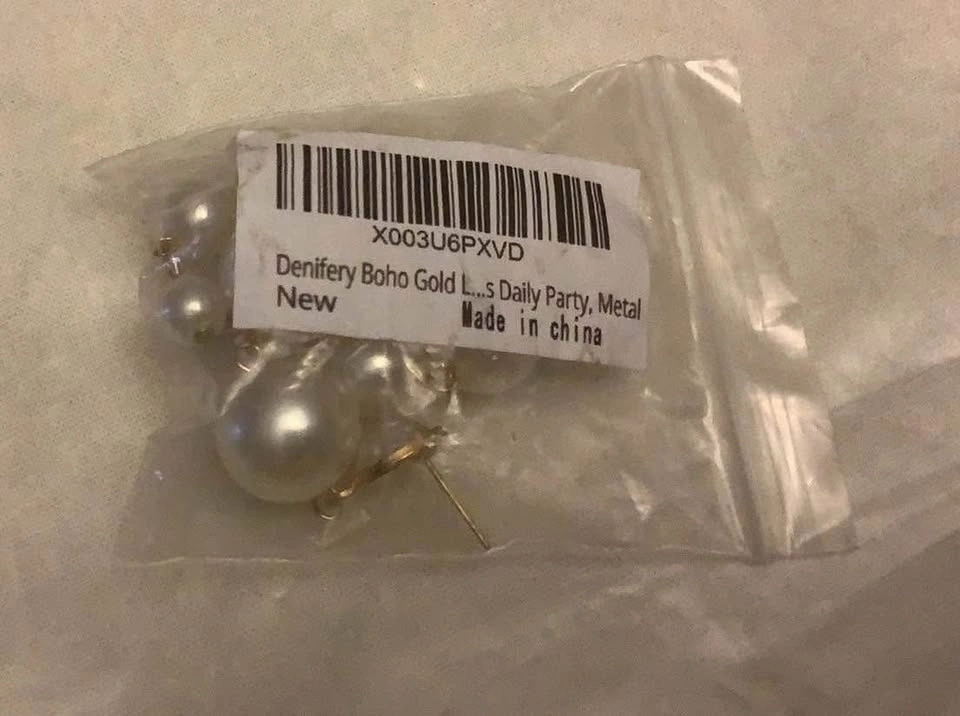 X003U6PXVD
Denifery Boho Gold L...s Daily Party, Metal
New
Made in china